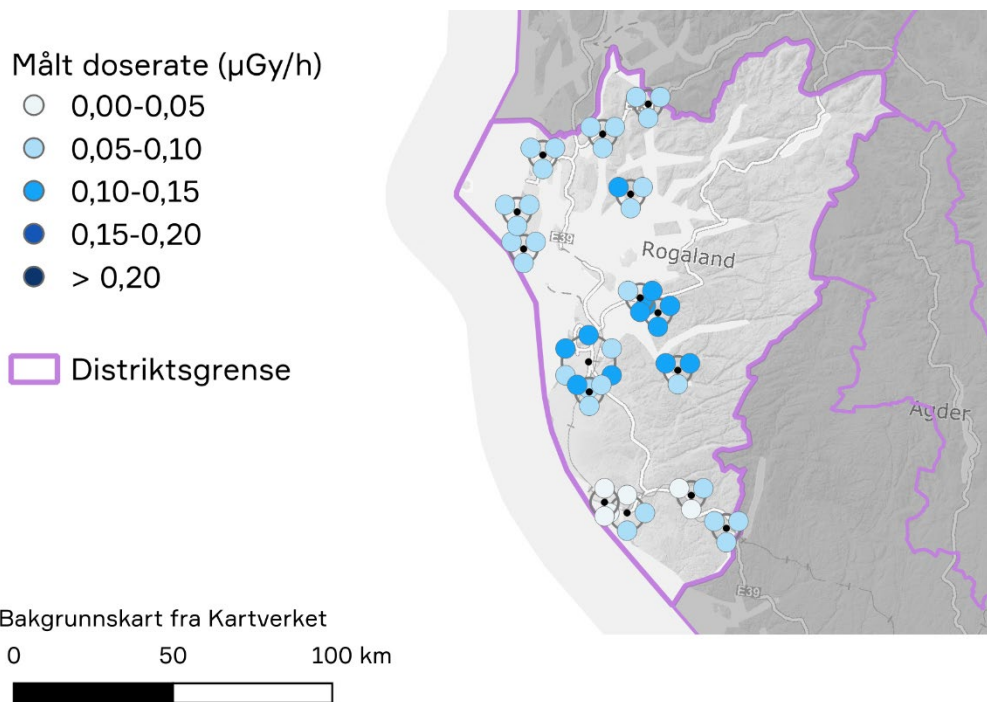 Målt doserate (µGy/h)
0,00-0,05
0,05-0,10
0,10-0,15
0,15-0,20
> 0,20
Distriktsgrense
E39
Rogaland
Agder
E39
Bakgrunnskart fra Kartverket
0 50 100 km